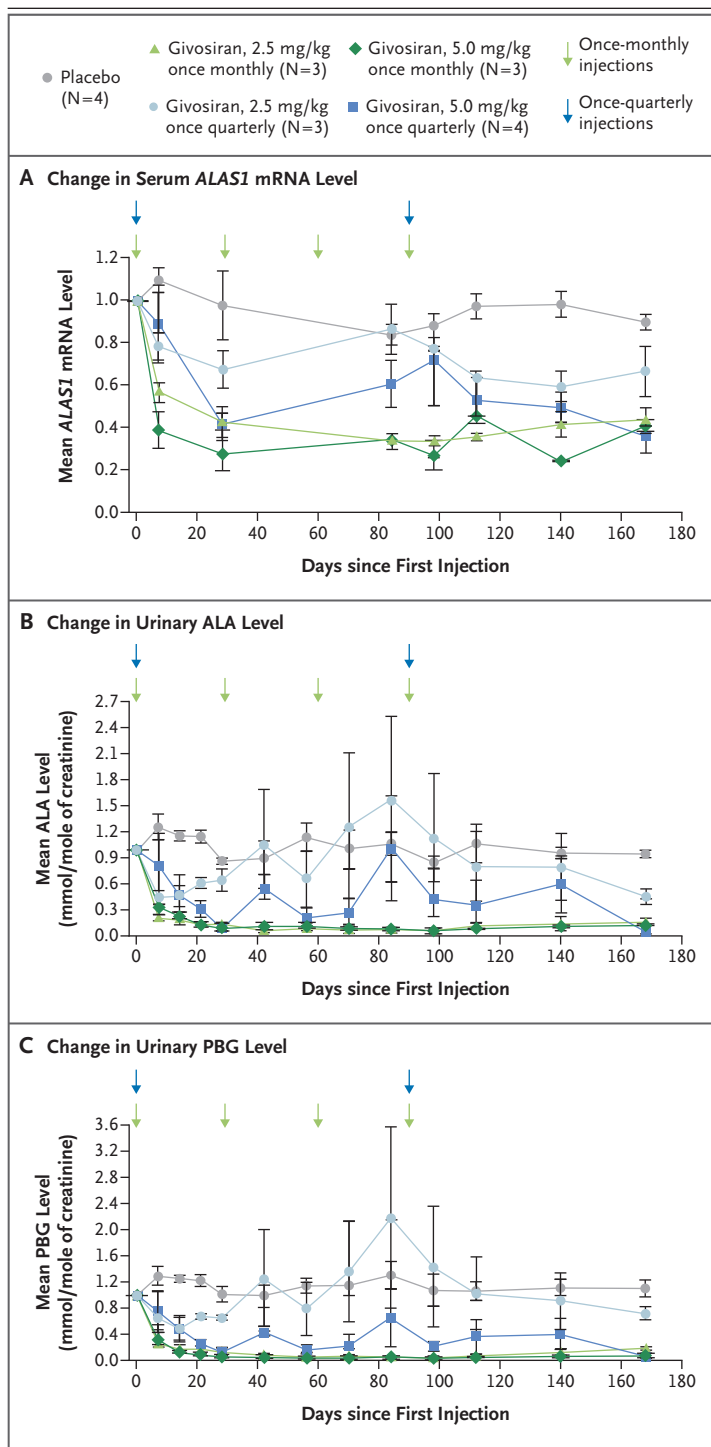 Placebo
(N=4)
Givosiran, 2.5 mg/kg
once monthly (N=3)
Givosiran, 5.0 mg/kg
once monthly (N=3)
Once-monthly
injections
Givosiran, 2.5 mg/kg
once quarterly (N=3)
Givosiran, 5.0 mg/kg
once quarterly (N=4)
Once-quarterly
injections
A Change in Serum ALAS1 mRNA Level
Mean ALAS1 mRNA Level
1.2
1.0
0.8
0.6
0.4
0.2
0.0
0 20 40 60 80 100 120 140 160 180
Days since First Injection
B Change in Urinary ALA Level
Mean ALA Level
(mmol/mole of creatinine)
2.7
2.4
2.1
1.8
1.5
1.2
0.9
0.6
0.3
0.0
0 20 40 60 80 100 120 140 160 180
Days since First Injection
C Change in Urinary PBG Level
Mean PBG Level
(mmol/mole of creatinine)
3.6
3.2
2.8
2.4
2.0
1.6
1.2
0.8
0.4
0.0
0 20 40 60 80 100 120 140 160 180
Days since First Injection